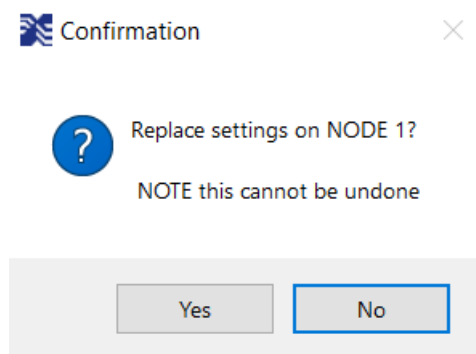 Confirmation
Replace settings on NODE 1?
NOTE this cannot be undone
Yes
No